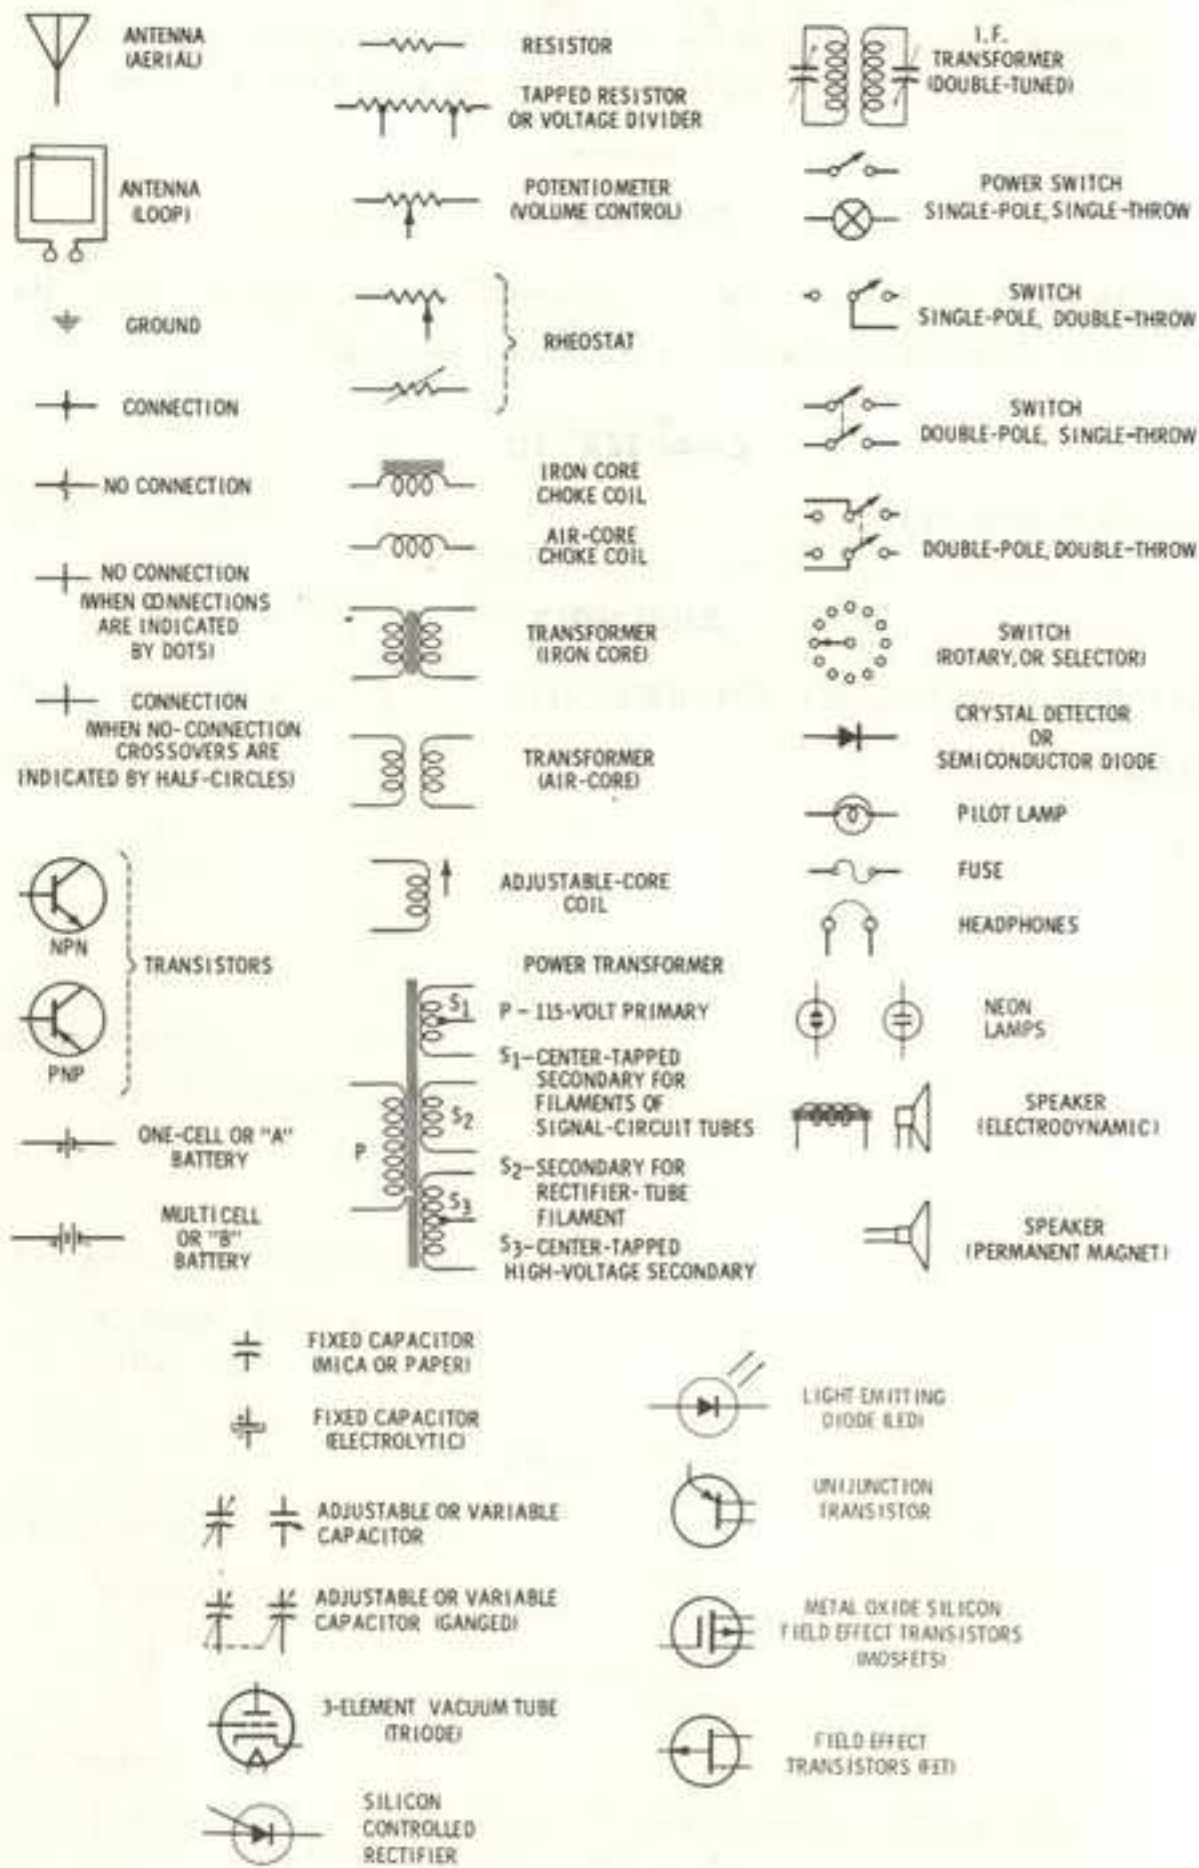 ANTENNA
(AERIAL)
ANTENNA
(LOOP)
GROUND
CONNECTION
NO CONNECTION
NO CONNECTION
(WHEN CONNECTIONS
ARE INDICATED
BY DOTS)
CONNECTION
(WHEN NO-CONNECTION
CROSSOVERS ARE
INDICATED BY HALF-CIRCLES)
NPN
TRANSISTORS
PNP
ONE-CELL OR "A"
BATTERY
MULTICELL
OR "B"
BATTERY
RESISTOR
TAPPED RESISTOR
OR VOLTAGE DIVIDER
POTENTIOMETER
(VOLUME CONTROL)
RHEOSTAT
IRON CORE
CHOKE COIL
AIR-CORE
CHOKE COIL
TRANSFORMER
(IRON CORE)
TRANSFORMER
(AIR-CORE)
ADJUSTABLE-CORE
COIL
POWER TRANSFORMER
S1
S2
P
S3
P - 115-VOLT PRIMARY
S1-CENTER-TAPPED
SECONDARY FOR
FILAMENTS OF
SIGNAL-CIRCUIT TUBES
S2-SECONDARY FOR
RECTIFIER-TUBE
FILAMENT
S3-CENTER-TAPPED
HIGH-VOLTAGE SECONDARY
I.F.
TRANSFORMER
(DOUBLE-TUNED)
POWER SWITCH
SINGLE-POLE, SINGLE-THROW
SWITCH
SINGLE-POLE, DOUBLE-THROW
SWITCH
DOUBLE-POLE, SINGLE-THROW
DOUBLE-POLE, DOUBLE-THROW
SWITCH
(ROTARY, OR SELECTOR)
CRYSTAL DETECTOR
OR
SEMICONDUCTOR DIODE
PILOT LAMP
FUSE
HEADPHONES
NEON
LAMPS
SPEAKER
(ELECTRODYNAMIC)
SPEAKER
(PERMANENT MAGNET)
FIXED CAPACITOR
(MICA OR PAPER)
FIXED CAPACITOR
(ELECTROLYTIC)
ADJUSTABLE OR VARIABLE
CAPACITOR
ADJUSTABLE OR VARIABLE
CAPACITOR (GANGED)
3-ELEMENT VACUUM TUBE
(TRIODE)
SILICON
CONTROLLED
RECTIFIER
LIGHT EMITTING
DIODE (LED)
UNIJUNCTION
TRANSISTOR
METAL OXIDE SILICON
FIELD EFFECT TRANSISTORS
(MOSFETS)
FIELD EFFECT
TRANSISTORS (FET)